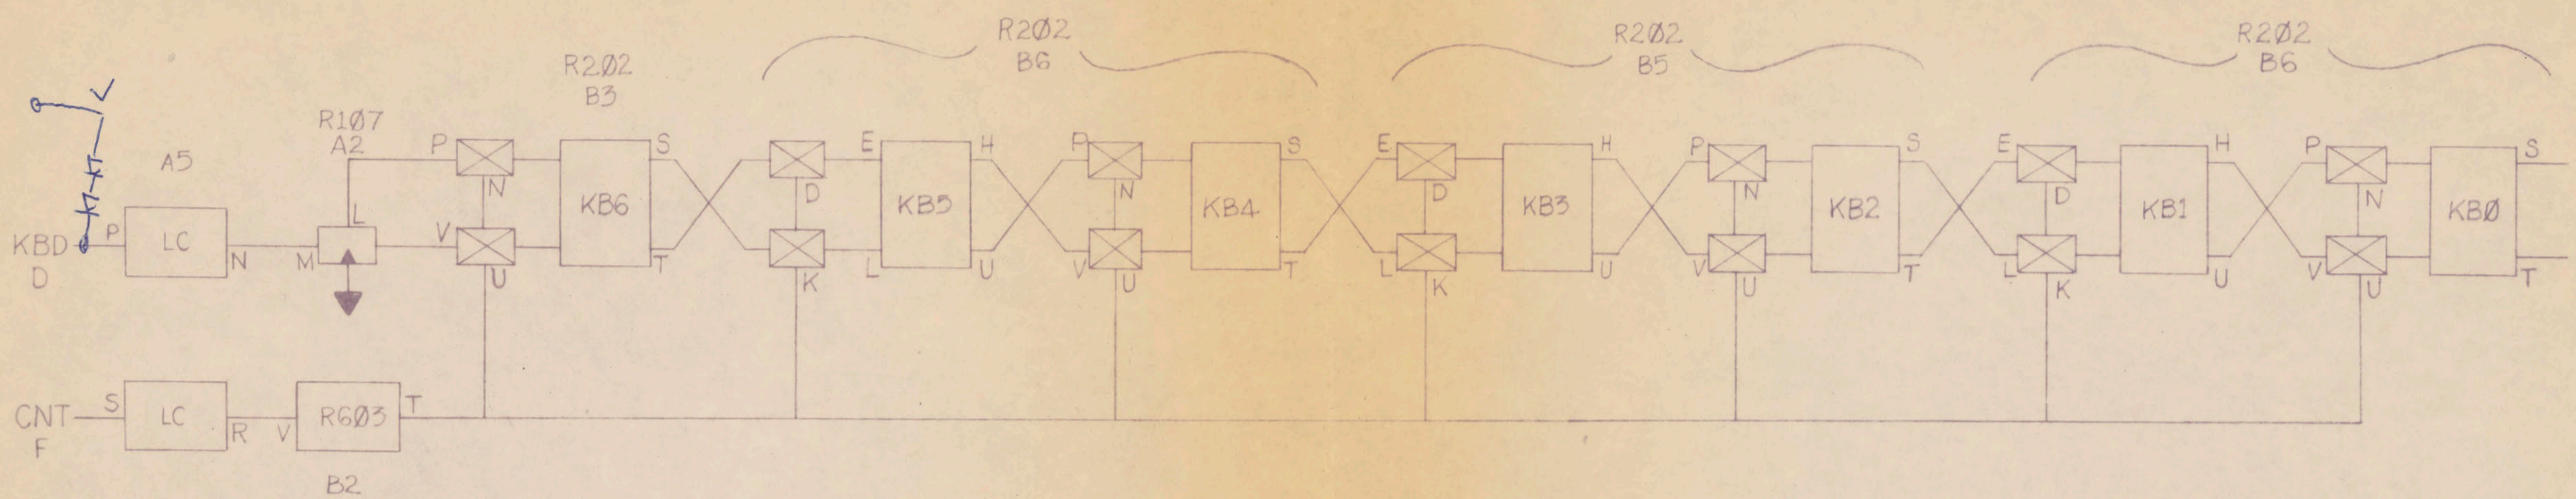 R2Ø2
B6
R2Ø2
B5
R2Ø2
B6
R2Ø2
B3
R1Ø7
A2
A5
P E H P S E H P S E H P S
N D N D N D N
KBD P LC N M L V KB6 KB5 KB4 KB3 KB2 KB1 KBØ
D
U T K L U V U T L K U V U T L K U V U T
CNT S LC R V R6Ø3 T
F
B2